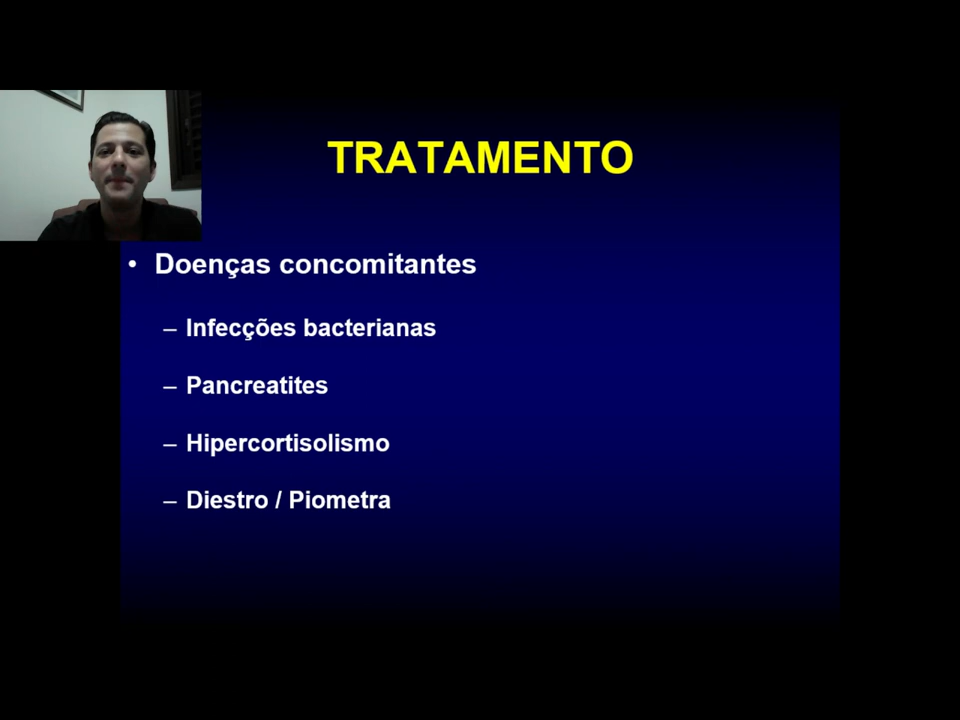 TRATAMENTO
• Doenças concomitantes
– Infecções bacterianas
– Pancreatites
– Hipercortisolismo
– Diestro / Piometra